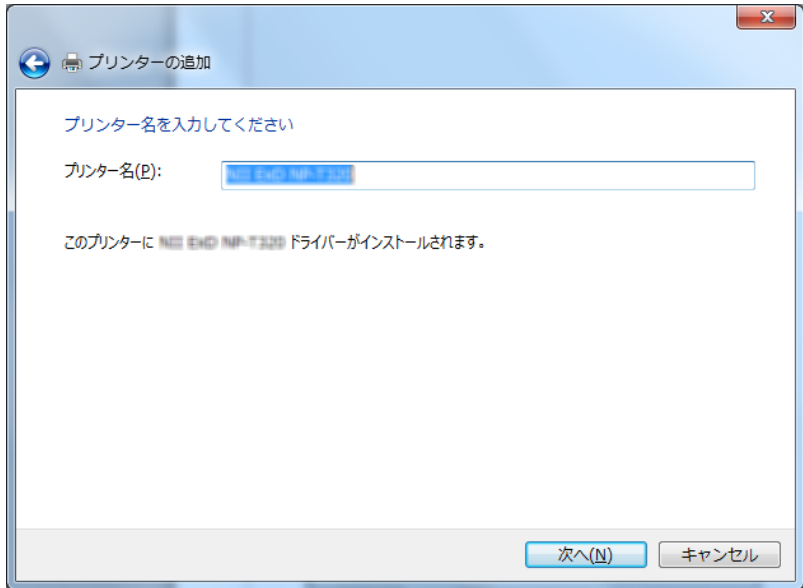 プリンターの追加
プリンター名を入力してください
プリンター名(P):
このプリンターに ドライバーがインストールされます。
次へ(N)
キャンセル